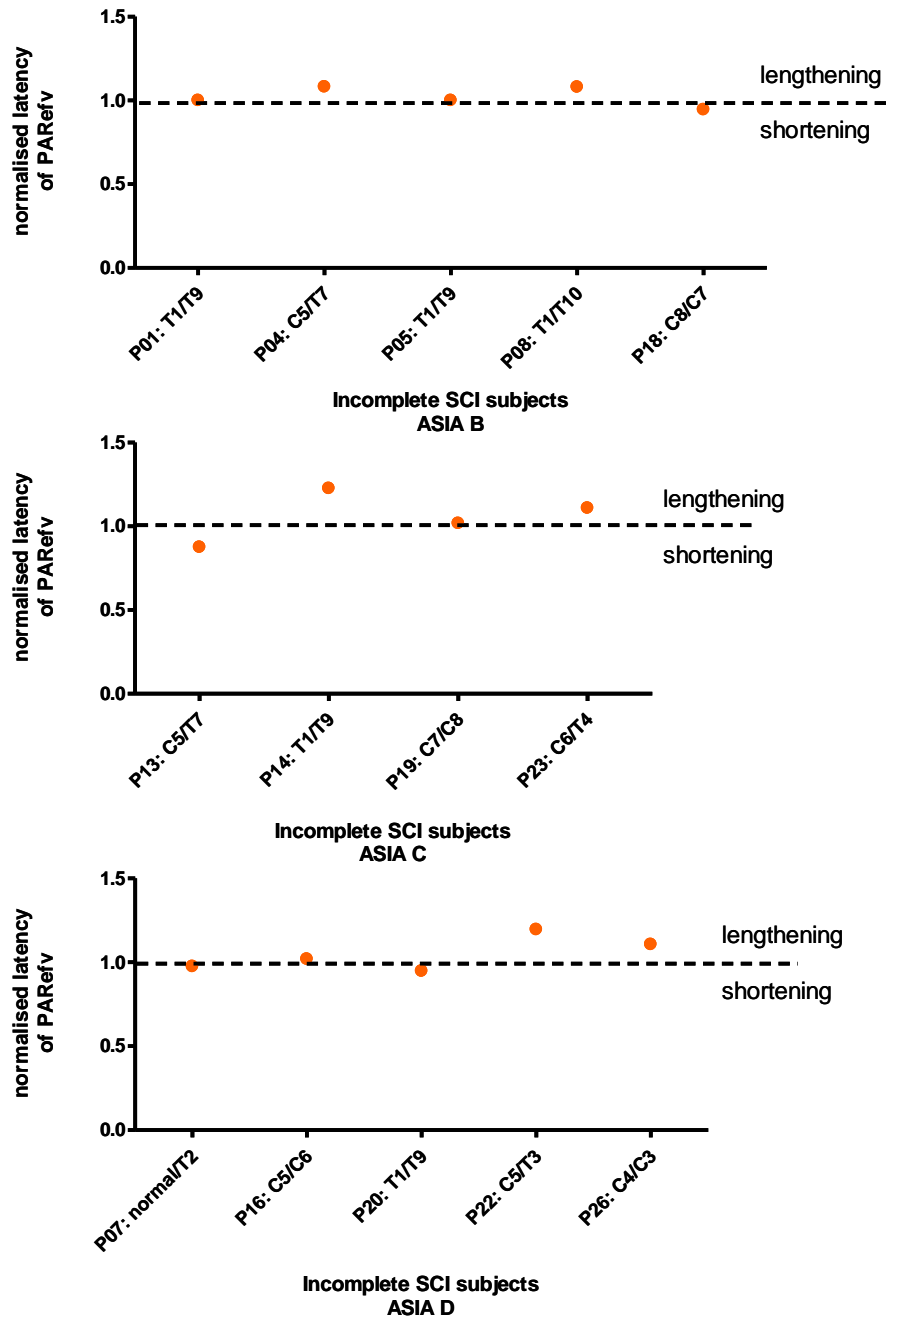 normalised latency
of PARefv
1.5
1.0
0.5
0.0
lengthening
shortening
P01: T1/T9
P04: C5/T7
P05: T1/T9
P08: T1/T10
P18: C8/C7
Incomplete SCI subjects
ASIA B
normalised latency
of PARefv
1.5
1.0
0.5
0.0
lengthening
shortening
P13: C5/T7
P14: T1/T9
P19: C7/C8
P23: C6/T4
Incomplete SCI subjects
ASIA C
normalised latency
of PARefv
1.5
1.0
0.5
0.0
lengthening
shortening
P07: normal/T2
P16: C5/C6
P20: T1/T9
P22: C5/T3
P26: C4/C3
Incomplete SCI subjects
ASIA D